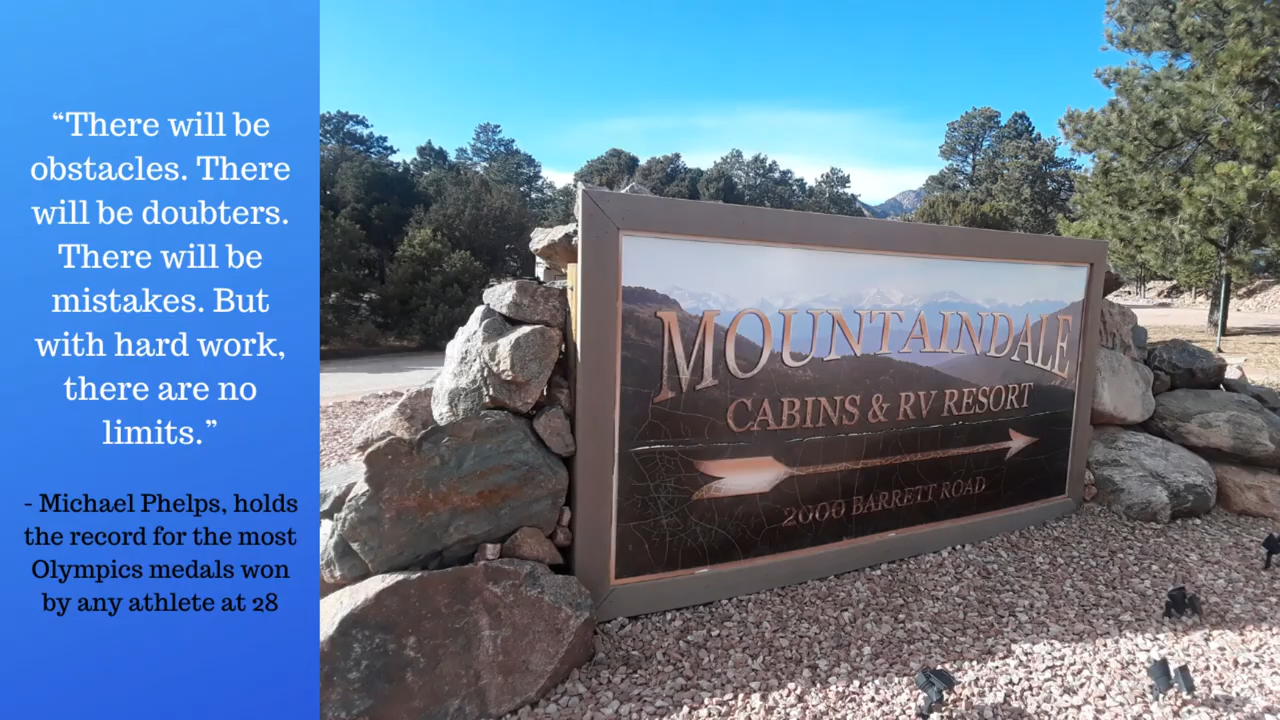 “There will be
obstacles. There
will be doubters.
There will be
mistakes. But
with hard work,
there are no
limits.”
- Michael Phelps, holds
the record for the most
Olympics medals won
by any athlete at 28
MOUNTAINDALE
CABINS & RV RESORT
2000 BARRETT ROAD